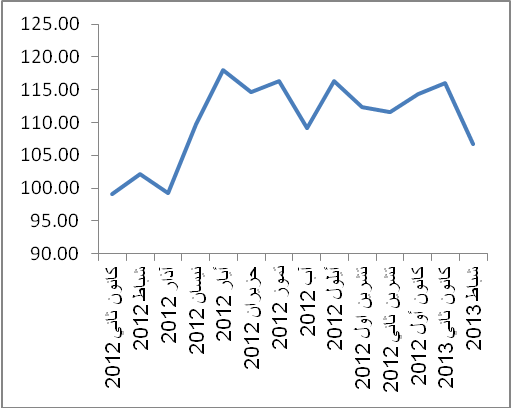 125.00
120.00
115.00
110.00
105.00
100.00
95.00
90.00
كانون ثاني 2012
شباط 2012
آذار 2012
نيسان 2012
أيار 2012
حزيران 2012
تموز 2012
آب 2012
أيلول 2012
تشرين اول 2012
تشرين ثاني 2012
كانون أول 2012
كانون ثاني 2013
شباط 2013